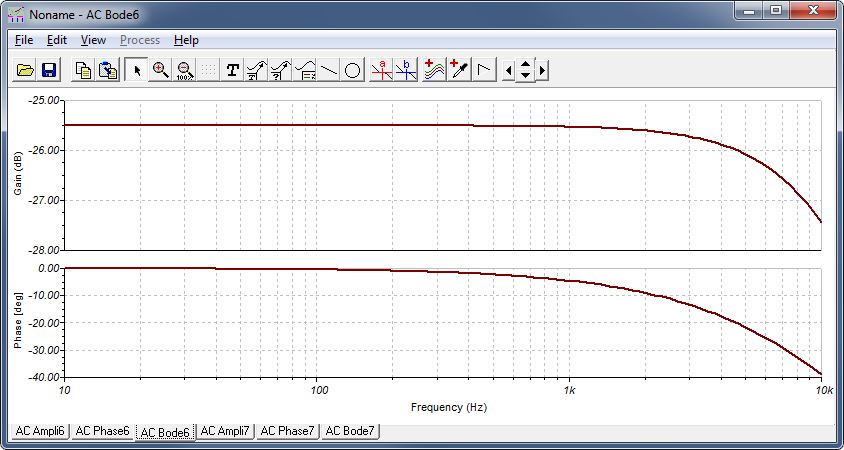 Noname - AC Bode6
File Edit View Process Help
100% T ? a b
-25.00
-26.00
-27.00
-28.00
Gain (dB)
0.00
-10.00
-20.00
-30.00
-40.00
Phase [deg]
10 100 1k 10k
Frequency (Hz)
AC Ampli6 AC Phase6 AC Bode6 AC Ampli7 AC Phase7 AC Bode7